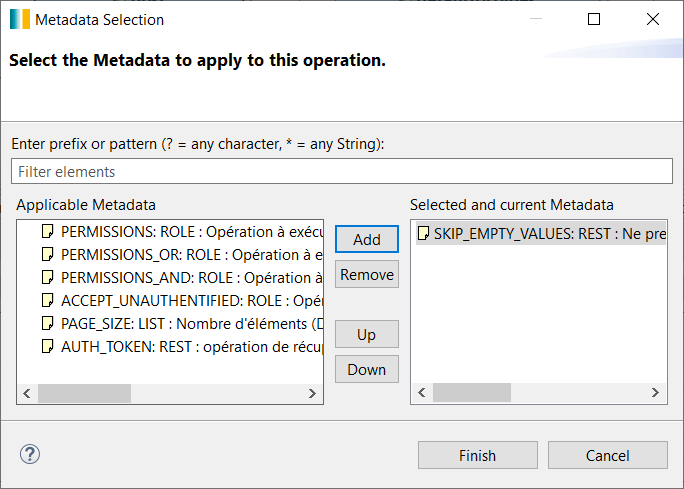 Metadata Selection
Select the Metadata to apply to this operation.
Enter prefix or pattern (? = any character, * = any String):
Filter elements
Applicable Metadata
PERMISSIONS: ROLE : Opération à exécu
PERMISSIONS_OR: ROLE : Opération à e
PERMISSIONS_AND: ROLE : Opération à
ACCEPT_UNAUTHENTIFIED: ROLE : Opér
PAGE_SIZE: LIST : Nombre d'éléments (D
AUTH_TOKEN: REST : opération de récup
Add
Remove
Up
Down
Selected and current Metadata
SKIP_EMPTY_VALUES: REST : Ne pre
?
Finish
Cancel